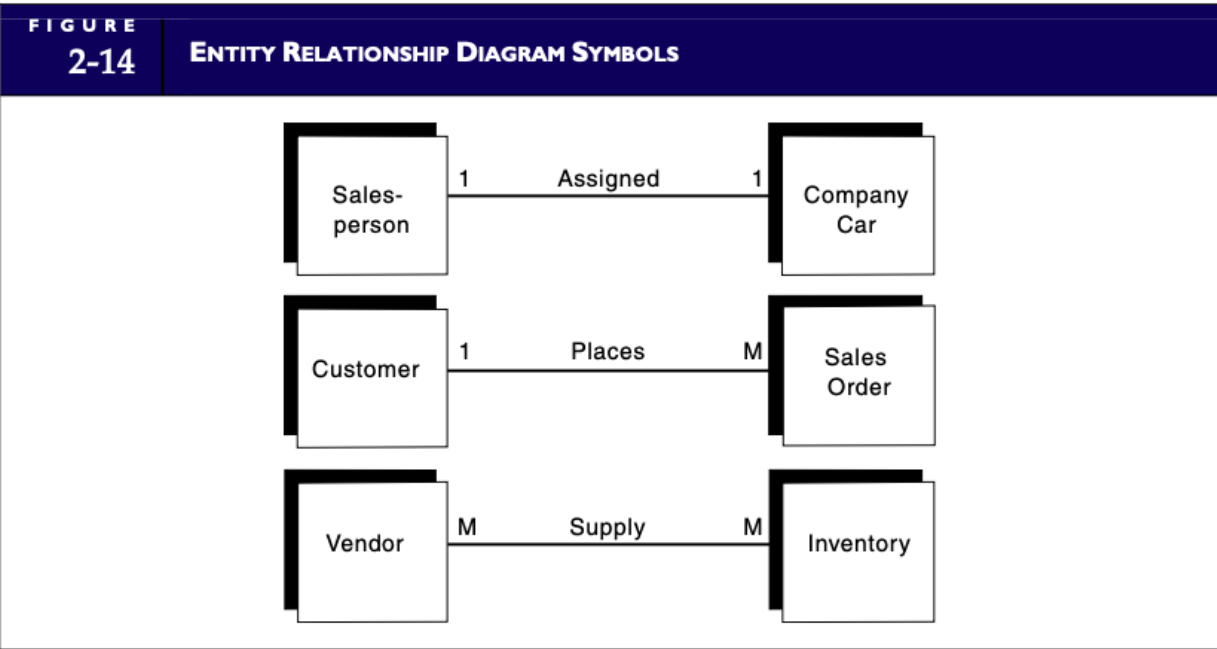 FIGURE
2-14
ENTITY RELATIONSHIP DIAGRAM SYMBOLS
Sales-
person
1 Assigned 1
Company
Car
Customer
1 Places M
Sales
Order
Vendor
M Supply M
Inventory